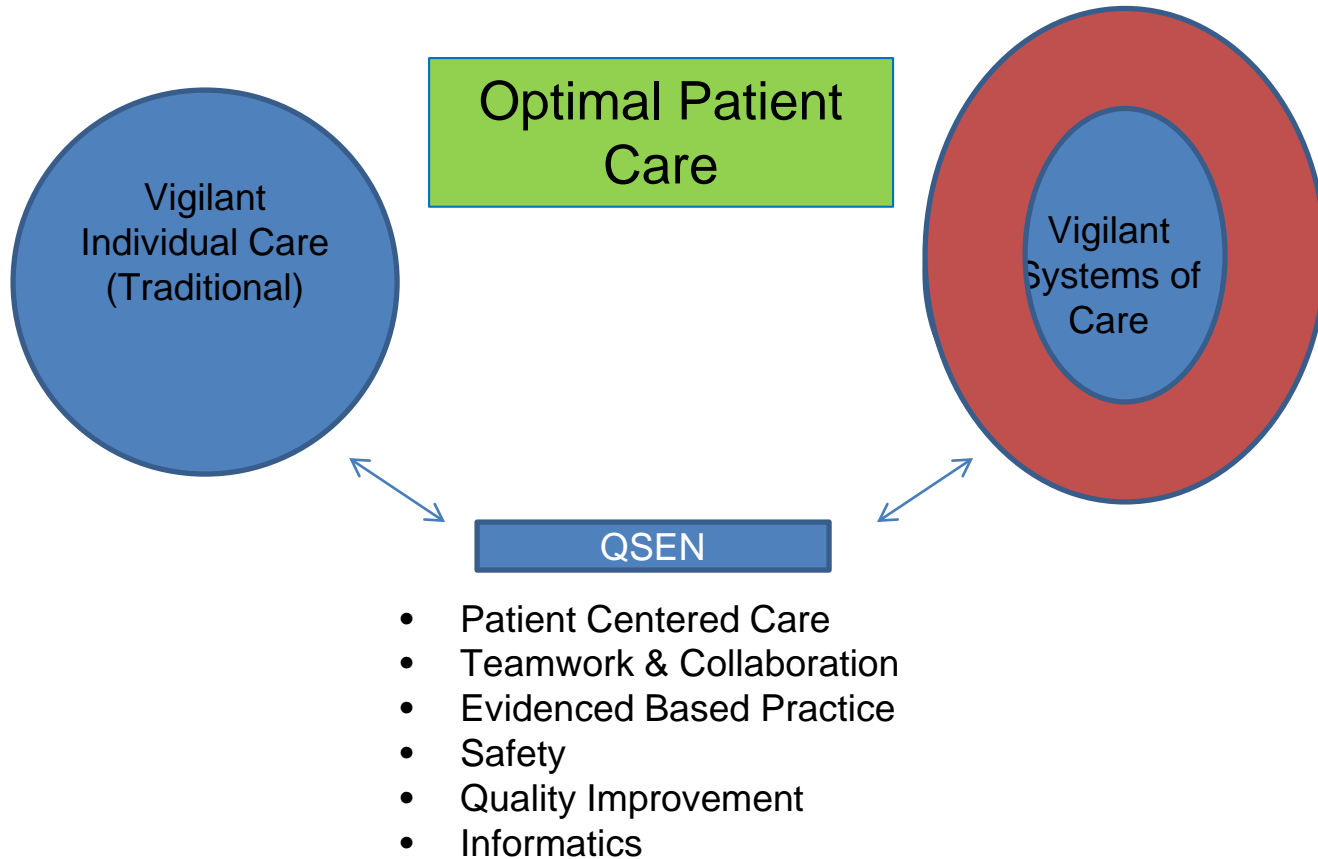 Optimal Patient
Care
Vigilant
Individual Care
(Traditional)
Vigilant
Systems of
Care
QSEN
• Patient Centered Care
• Teamwork & Collaboration
• Evidenced Based Practice
• Safety
• Quality Improvement
• Informatics